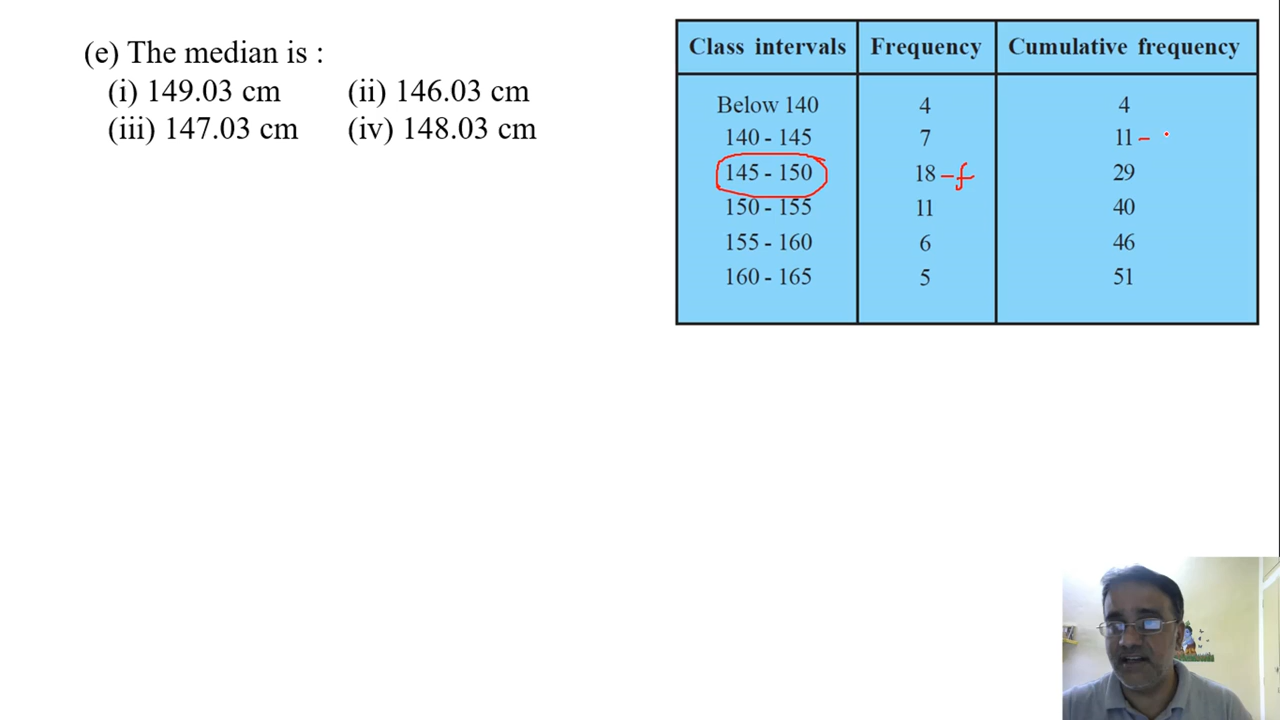 (e) The median is :
(i) 149.03 cm (ii) 146.03 cm
(iii) 147.03 cm (iv) 148.03 cm
Class intervals Frequency Cumulative frequency
Below 140 4 4
140 - 145 7 11 -
145 - 150 18 - f 29
150 - 155 11 40
155 - 160 6 46
160 - 165 5 51